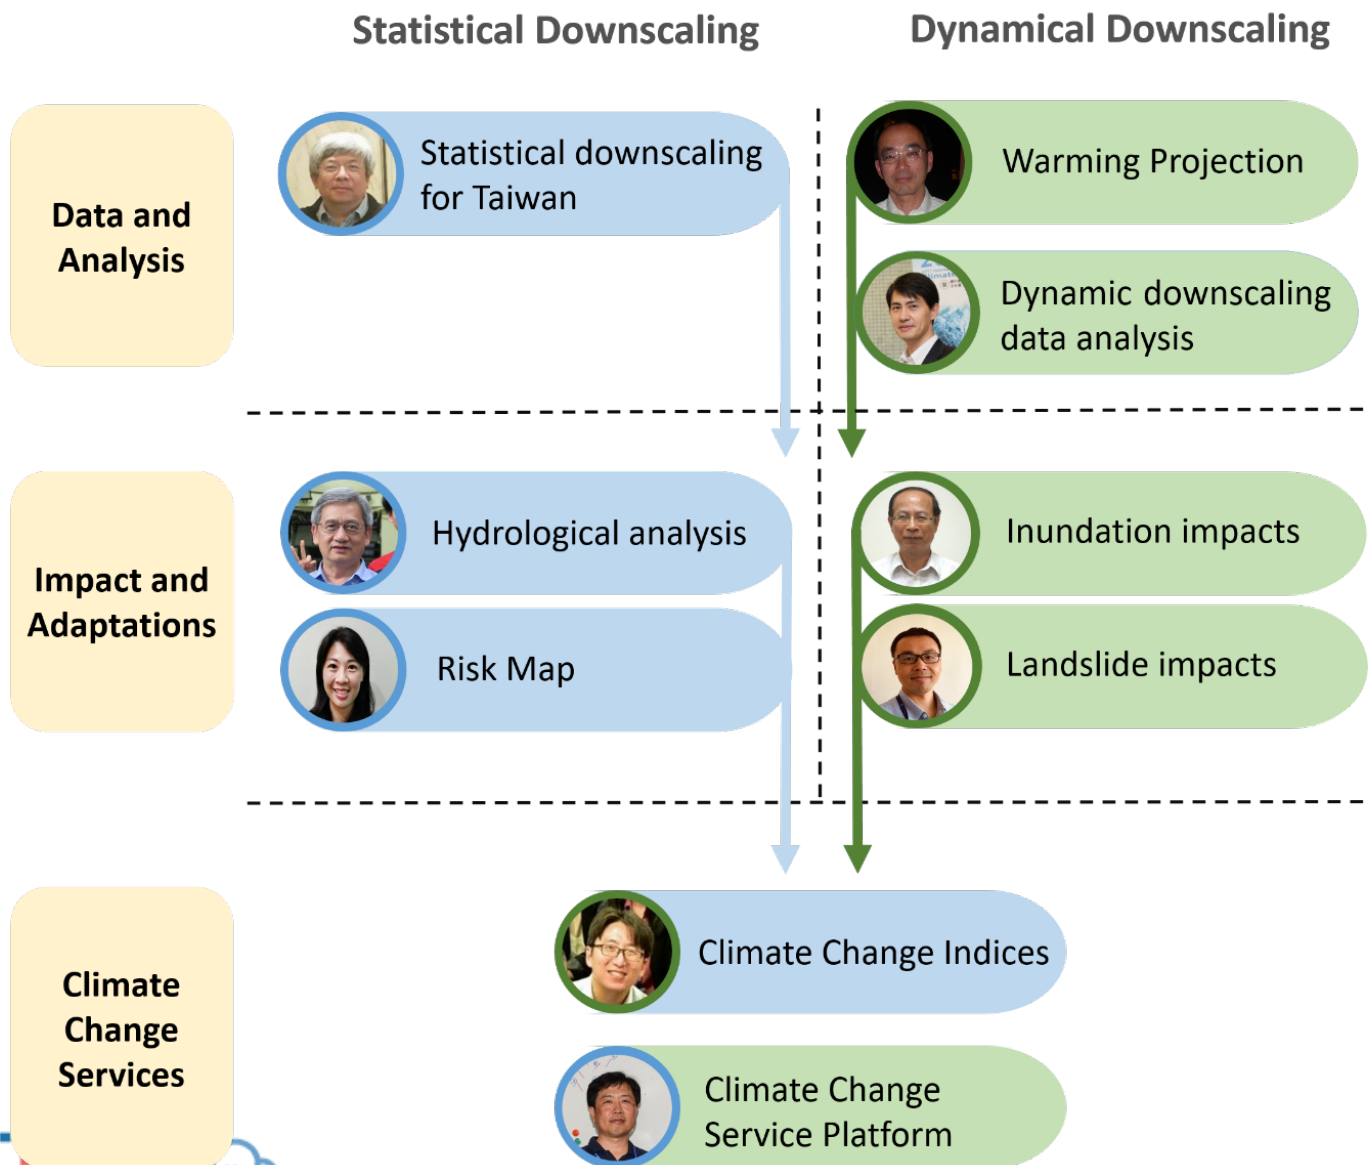 Statistical Downscaling
Dynamical Downscaling
Data and
Analysis
Statistical downscaling
for Taiwan
Warming Projection
Dynamic downscaling
data analysis
Impact and
Adaptations
Hydrological analysis
Risk Map
Inundation impacts
Landslide impacts
Climate
Change
Services
Climate Change Indices
Climate Change
Service Platform